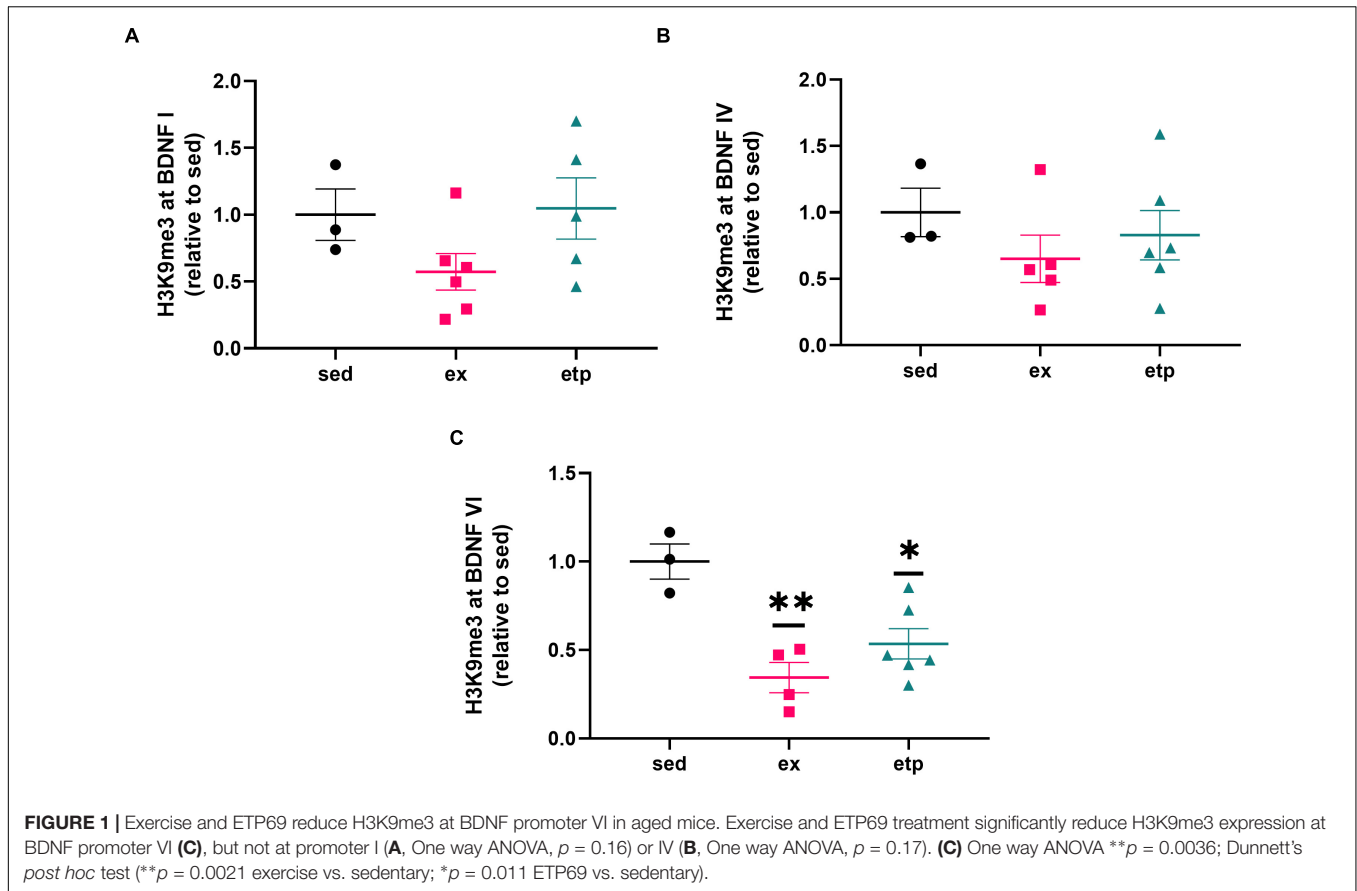 A
2.0
1.5
1.0
0.5
0.0
H3K9me3 at BDNF I
(relative to sed)
sed ex etp
B
2.0
1.5
1.0
0.5
0.0
H3K9me3 at BDNF IV
(relative to sed)
sed ex etp
C
1.5
1.0
0.5
0.0
H3K9me3 at BDNF VI
(relative to sed)
**
*
sed ex etp
FIGURE 1 | Exercise and ETP69 reduce H3K9me3 at BDNF promoter VI in aged mice. Exercise and ETP69 treatment significantly reduce H3K9me3 expression at
BDNF promoter VI (C), but not at promoter I (A, One way ANOVA, p = 0.16) or IV (B, One way ANOVA, p = 0.17). (C) One way ANOVA **p = 0.0036; Dunnett's
post hoc test (**p = 0.0021 exercise vs. sedentary; *p = 0.011 ETP69 vs. sedentary).